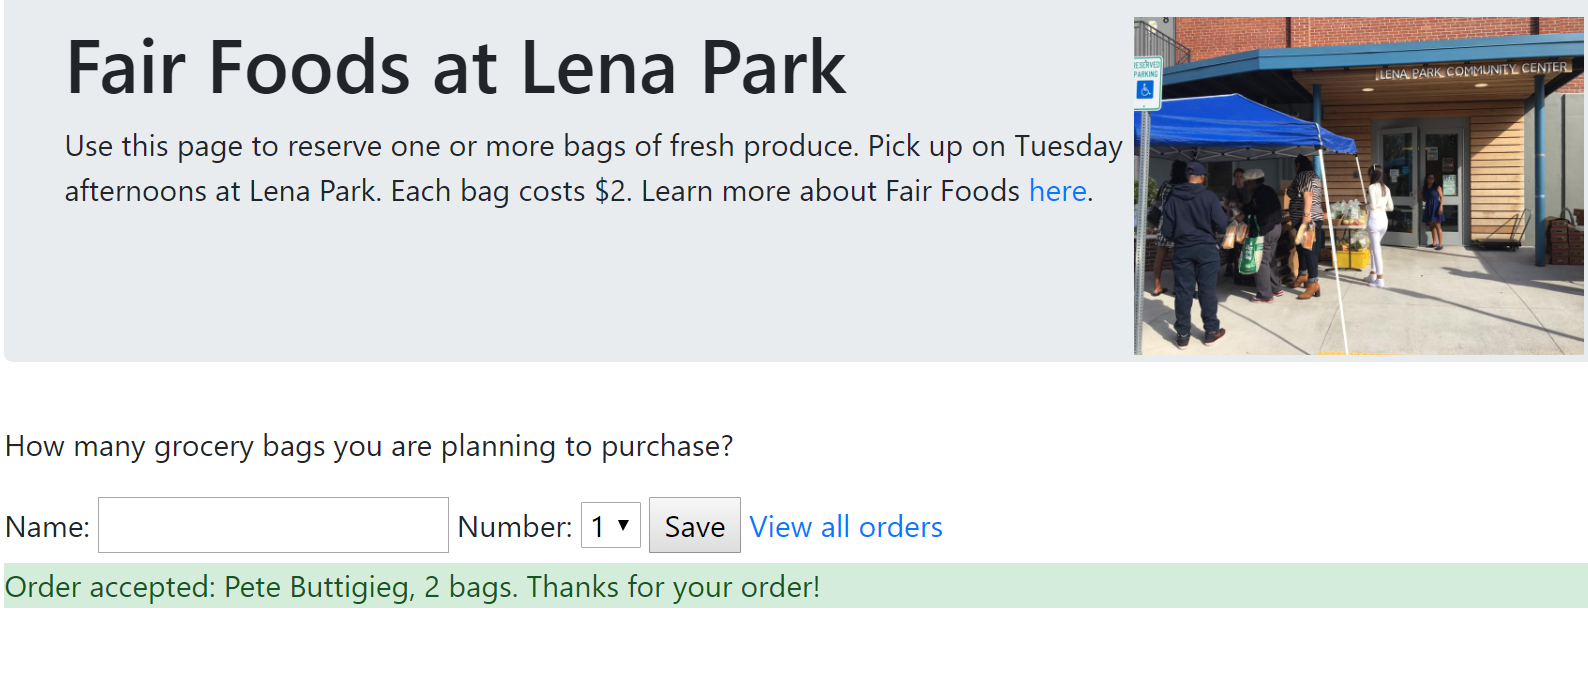 Fair Foods at Lena Park
Use this page to reserve one or more bags of fresh produce. Pick up on Tuesday
afternoons at Lena Park. Each bag costs $2. Learn more about Fair Foods here.
RESERVED
PARKING
LENA PARK COMMUNITY CENTER
How many grocery bags you are planning to purchase?
Name: Number: 1 Save View all orders
Order accepted: Pete Buttigieg, 2 bags. Thanks for your order!